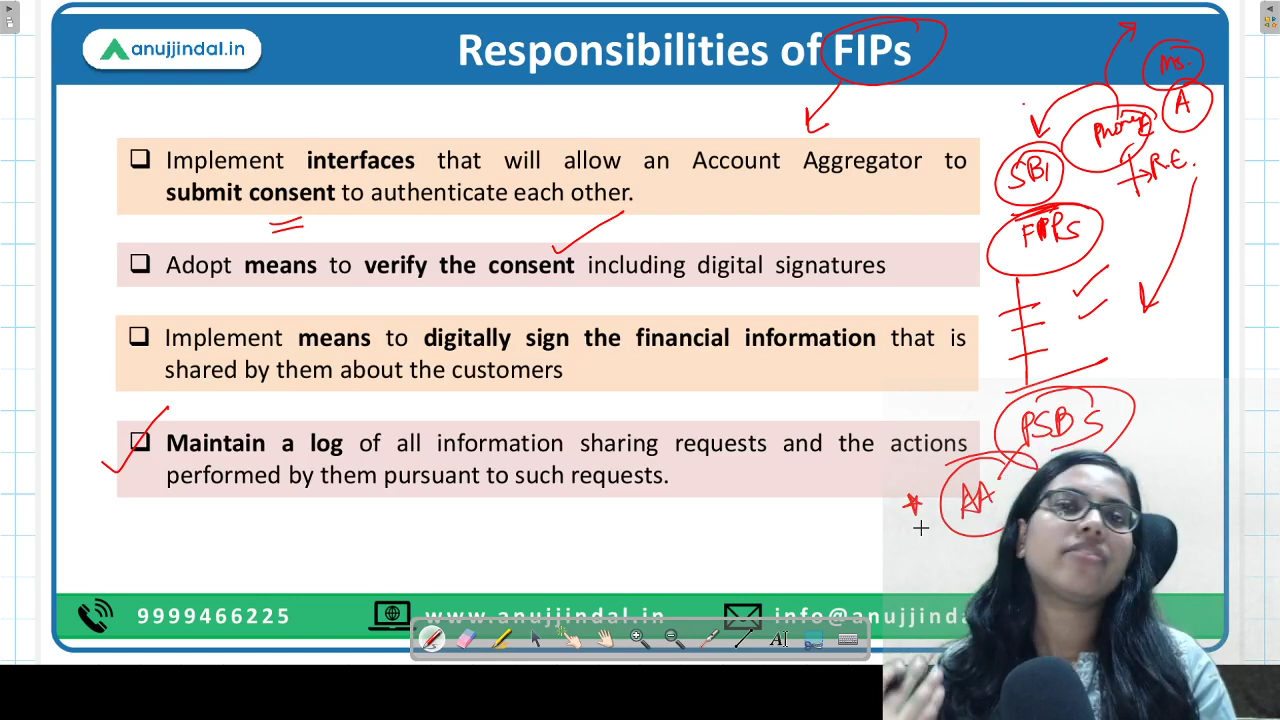 anujjindal.in
Responsibilities of FIPs
Ms.
A
Phonepe
SBI
R.E.
FIPs
❑ Implement interfaces that will allow an Account Aggregator to
submit consent to authenticate each other.
❑ Adopt means to verify the consent including digital signatures
❑ Implement means to digitally sign the financial information that is
shared by them about the customers
PSBs
❑ Maintain a log of all information sharing requests and the actions
performed by them pursuant to such requests.
AA
9999466225
www.anujjindal.in
info@anujjinda